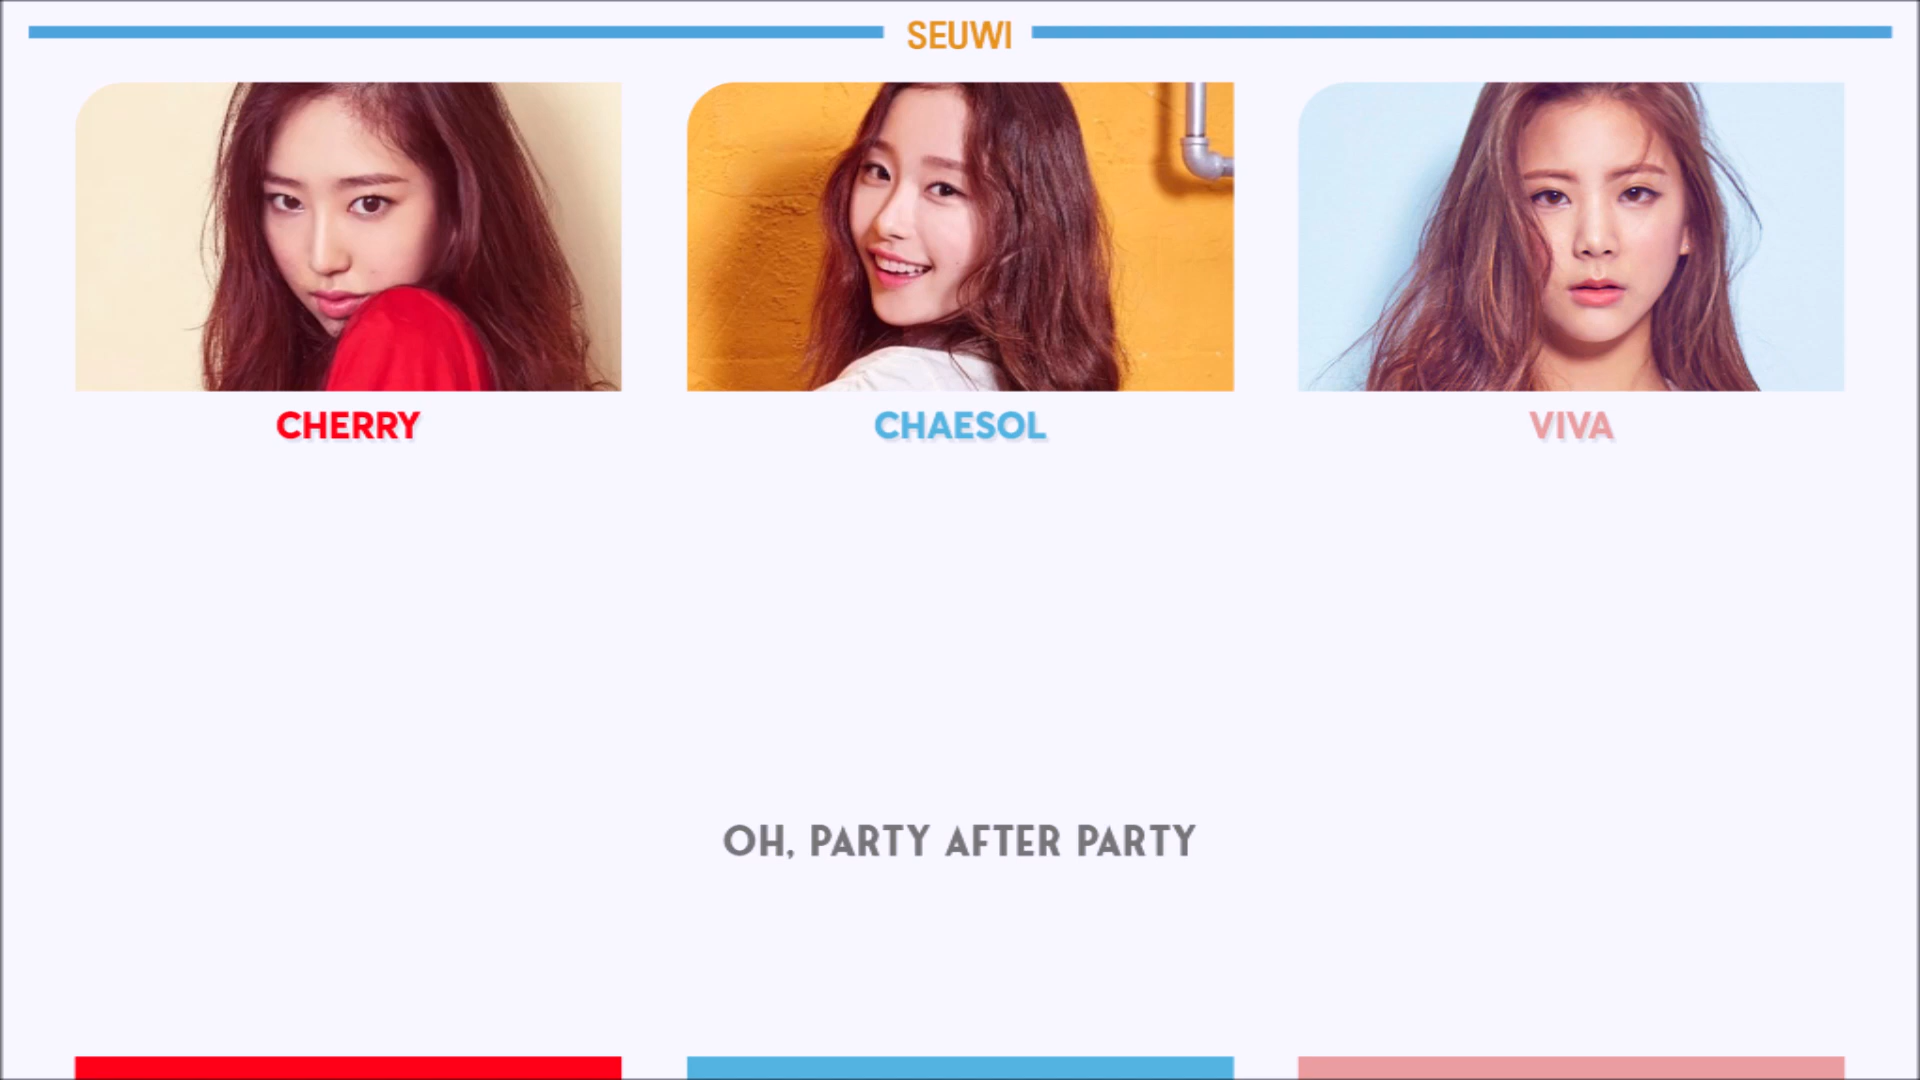 SEUWI
CHERRY
CHAESOL
VIVA
OH, PARTY AFTER PARTY